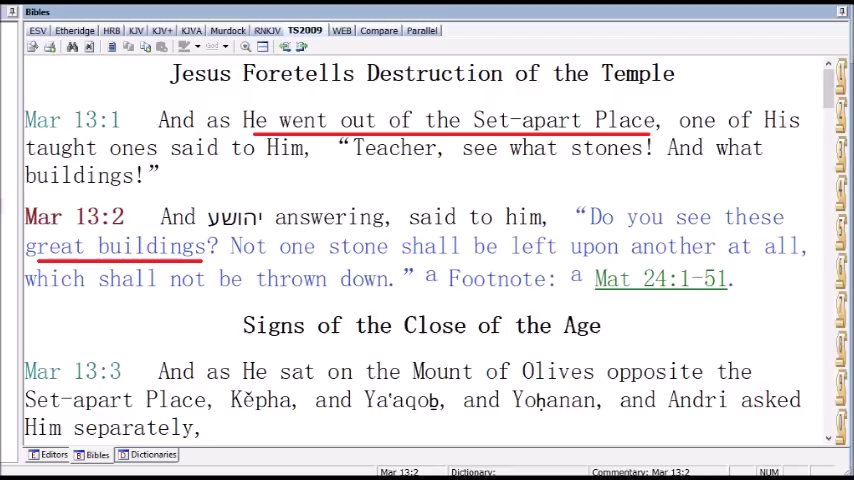 Bibles
ESV Etheridge HRB KJV KJV+ KJVA Murdock RNKJV TS2009 WEB Compare Parallel
Jesus Foretells Destruction of the Temple
Mar 13:1 And as He went out of the Set-apart Place, one of His
taught ones said to Him, “Teacher, see what stones! And what
buildings!”
Mar 13:2 And יהושע answering, said to him, “Do you see these
great buildings? Not one stone shall be left upon another at all,
which shall not be thrown down.” a Footnote: a Mat 24:1-51.
Signs of the Close of the Age
Mar 13:3 And as He sat on the Mount of Olives opposite the
Set-apart Place, Kĕpha, and Ya‛aqoḇ, and Yoḥanan, and Andri asked
Him separately,
E Editors B Bibles D Dictionaries
Mar 13:2 Dictionary: Commentary: Mar 13:2 NUM